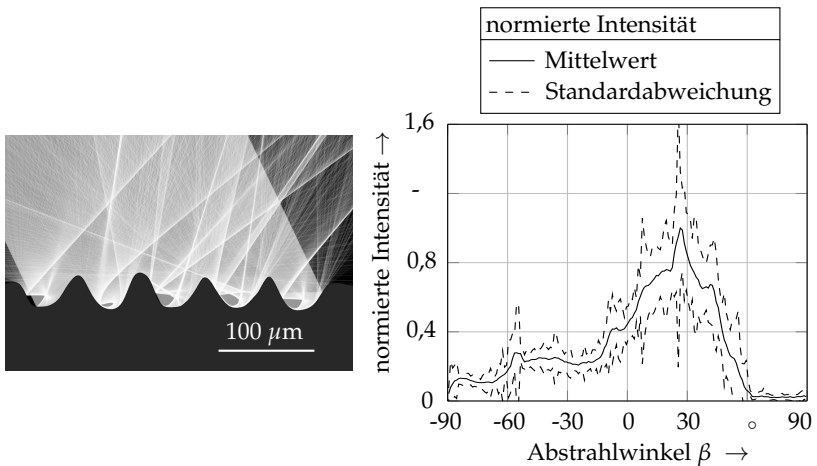 normierte Intensität
Mittelwert
Standardabweichung
100 µm
normierte Intensität →
1,6
-
0,8
0,4
0
-90 -60 -30 0 30 ° 90
Abstrahlwinkel β →